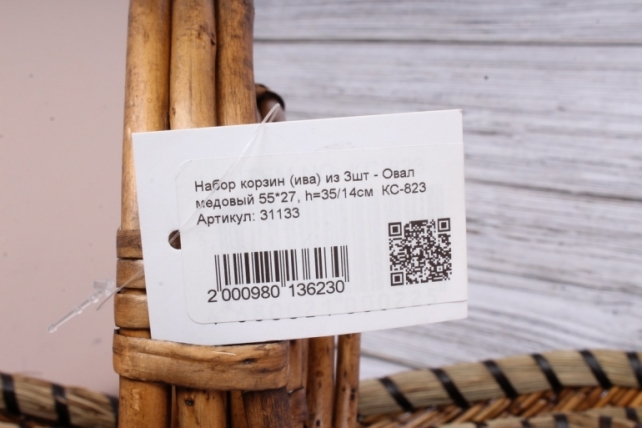 Набор корзин (ива) из 3шт - Овал
медовый 55*27, h=35/14см КС-823
Артикул: 31133
2 000980 136230